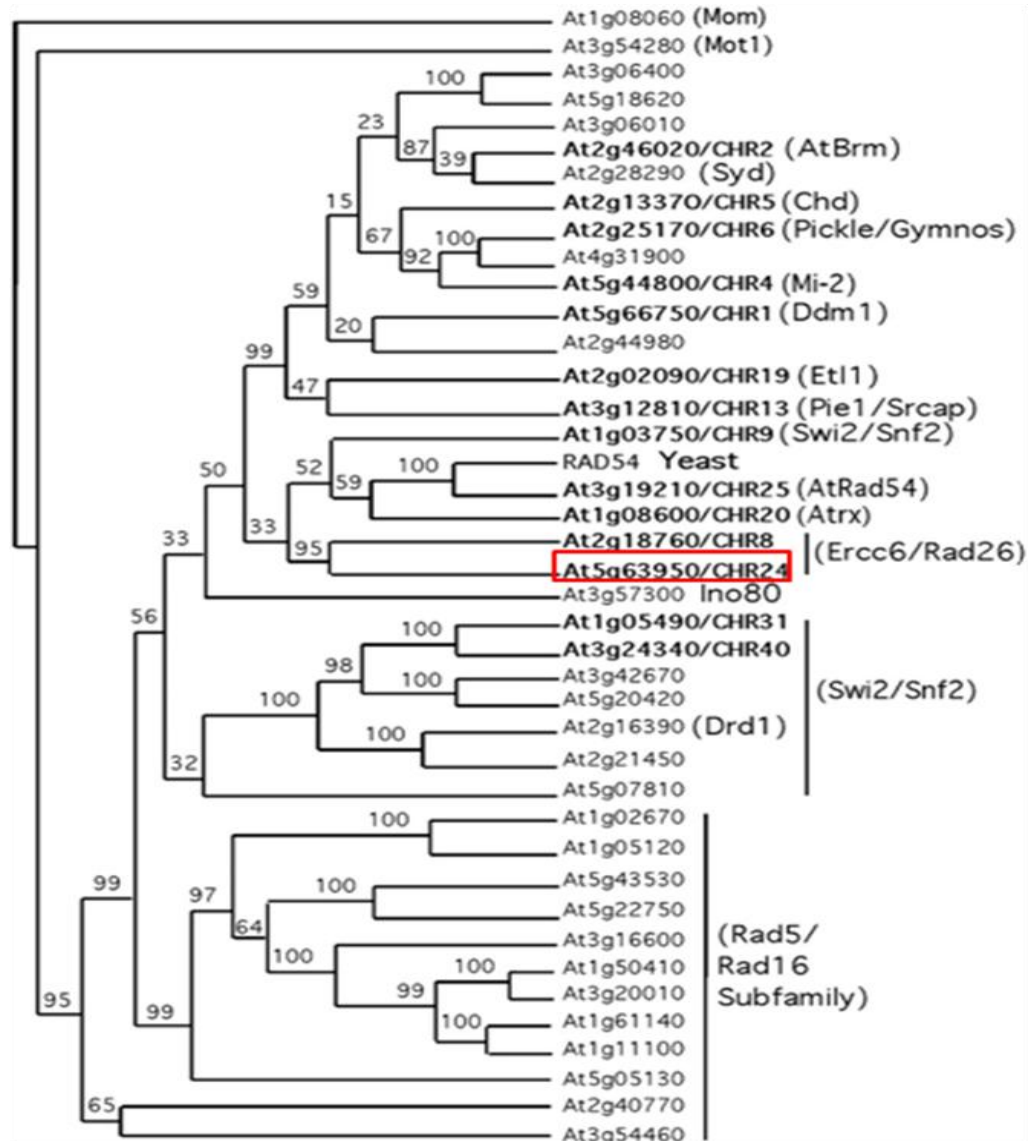 At1g08060 (Mom)
At3g54280 (Mot1)
100
At3g06400
At5g18620
23
At3g06010
87
39
At2g46020/CHR2 (AtBrm)
At2g28290 (Syd)
15
At2g13370/CHR5 (Chd)
67
100
At2g25170/CHR6 (Pickle/Gymnos)
92
At4g31900
At5g44800/CHR4 (Mi-2)
59
At5g66750/CHR1 (Ddm1)
20
At2g44980
99
At2g02090/CHR19 (Etl1)
47
At3g12810/CHR13 (Pie1/Srcap)
At1g03750/CHR9 (Swi2/Snf2)
50
52
100
RAD54 Yeast
59
At3g19210/CHR25 (AtRad54)
33
At1g08600/CHR20 (Atrx)
33
95
At2g18760/CHR8
(Ercc6/Rad26)
At5g63950/CHR24
At3g57300 Ino80
56
100
At1g05490/CHR31
At3g24340/CHR40
98
100
At3g42670
At5g20420
(Swi2/Snf2)
100
At2g16390 (Drd1)
100
At2g21450
32
At5g07810
100
At1g02670
At1g05120
99
97
100
At5g43530
At5g22750
64
At3g16600
(Rad5/
Rad16
Subfamily)
100
100
At1g50410
99
At3g20010
95
99
100
At1g61140
At1g11100
At5g05130
65
At2g40770
At3g54460